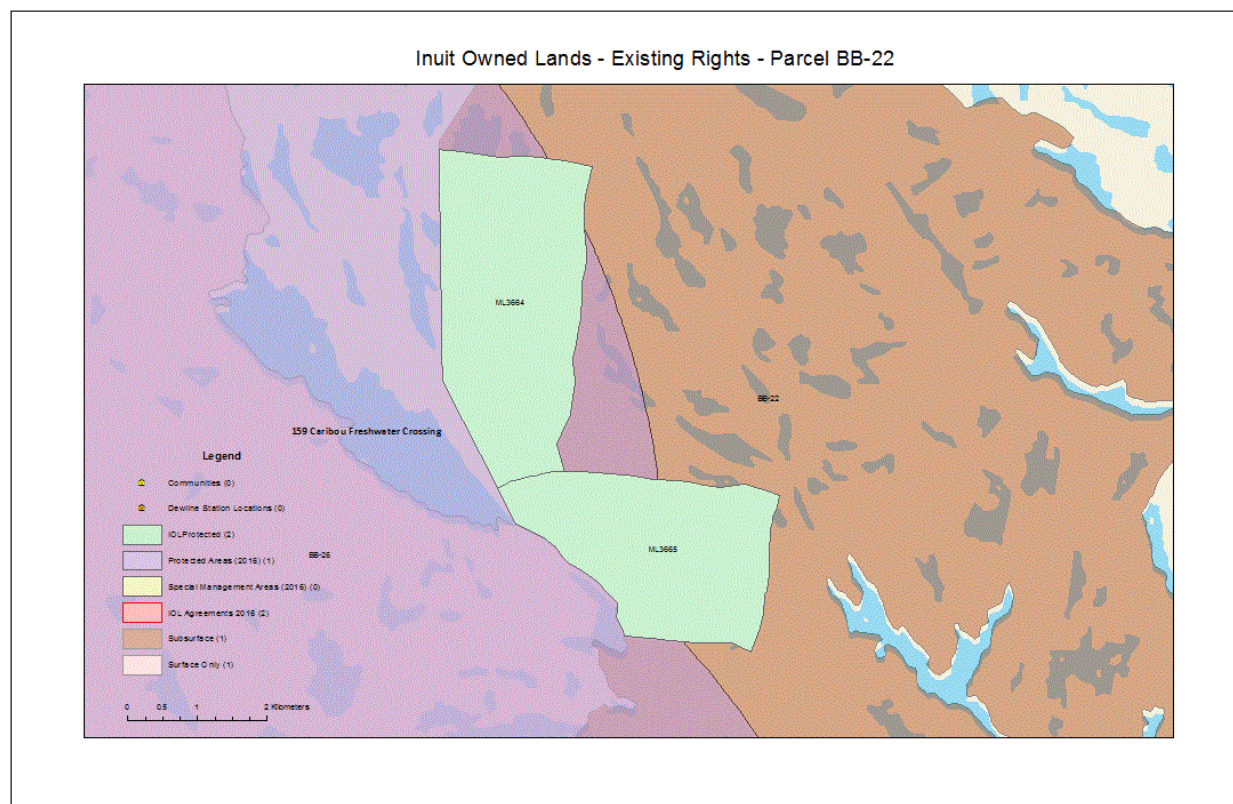 Inuit Owned Lands - Existing Rights - Parcel BB-22
ML3664
BB-22
159 Caribou Freshwater Crossing
Legend
Communities (0)
Dewline Station Locations (0)
IOLProtected (2)
ML3665
BB-26
Protected Areas (2016) (1)
Special Management Areas (2016) (0)
IOL Agreements 2016 (2)
Subsurface (1)
Surface Only (1)
0 0.5 1 2 Kilometers